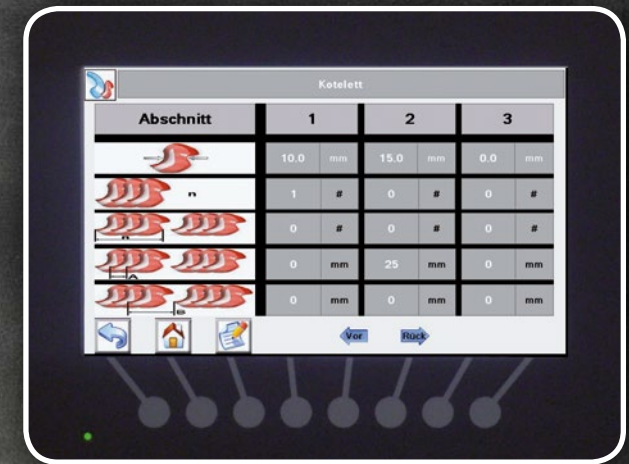 Kotelett
Abschnitt 1 2 3
10.0 mm 15.0 mm 0.0 mm
n 1 # 0 # 0 #
n 0 # 0 # 0 #
A 0 mm 25 mm 0 mm
B 0 mm 0 mm 0 mm
Vor Rück